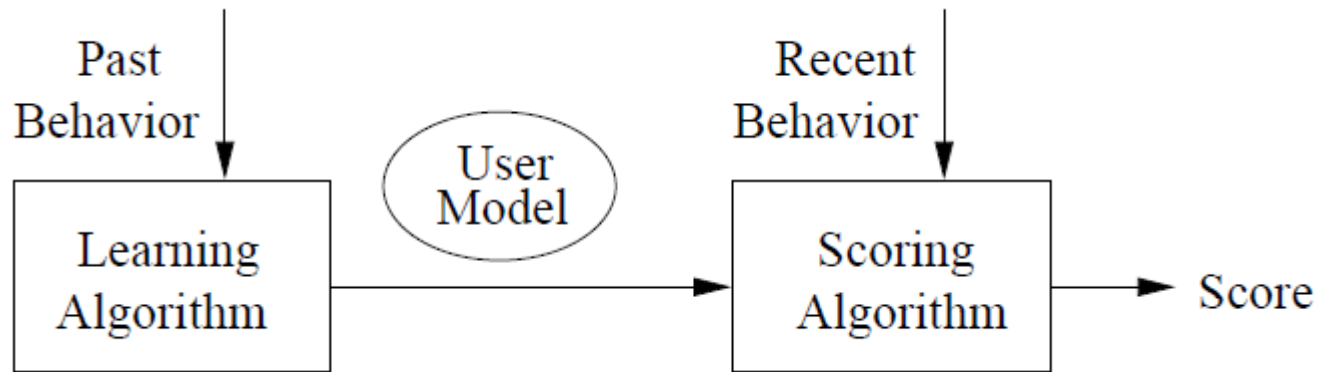 Past
Behavior
Recent
Behavior
User
Model
Learning
Algorithm
Scoring
Algorithm
Score